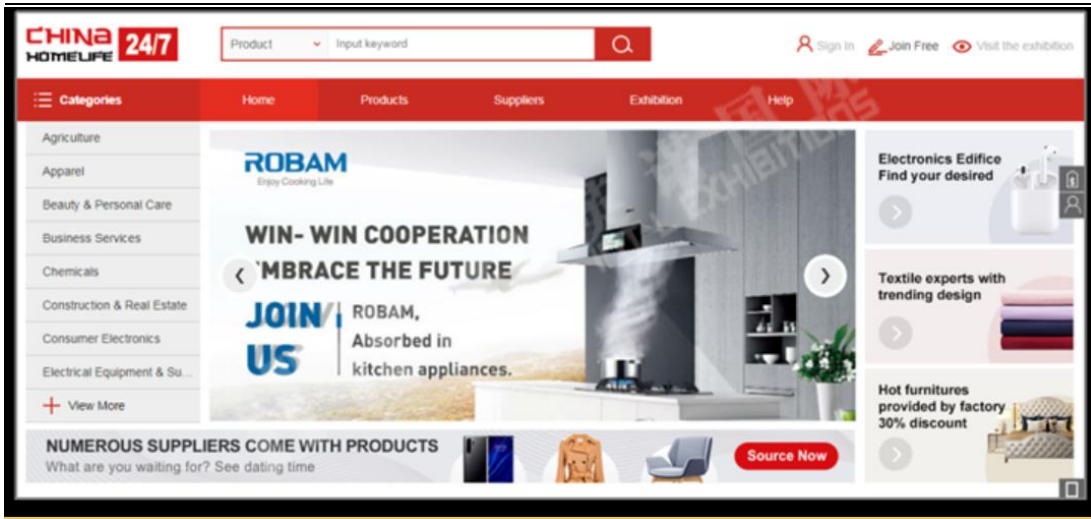 CHINA
HOMELIFE
24/7
Product
Input keyword
Sign In
Join Free
Visit the exhibition
Categories
Home
Products
Suppliers
Exhibition
Help
Agriculture
Apparel
Beauty & Personal Care
Business Services
Chemicals
Construction & Real Estate
Consumer Electronics
Electrical Equipment & Su...
View More
ROBAM
Enjoy Cooking Life
WIN- WIN COOPERATION
MBRACE THE FUTURE
JOIN
US
ROBAM,
Absorbed in
kitchen appliances.
Electronics Edifice
Find your desired
Textile experts with
trending design
Hot furnitures
provided by factory
30% discount
NUMEROUS SUPPLIERS COME WITH PRODUCTS
What are you waiting for? See dating time
Source Now